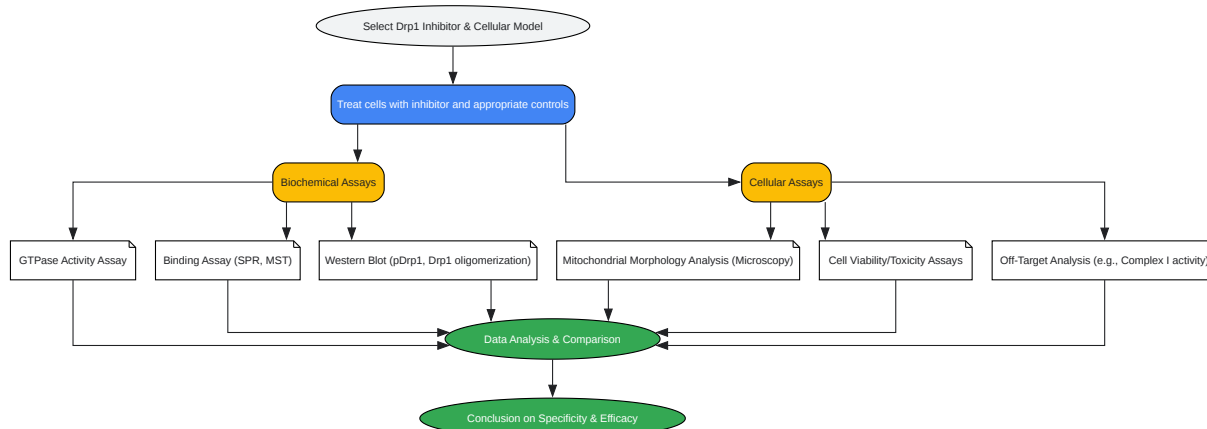 Select Drp1 Inhibitor & Cellular Model
Treat cells with inhibitor and appropriate controls
Biochemical Assays
Cellular Assays
GTPase Activity Assay
Binding Assay (SPR, MST)
Western Blot (pDrp1, Drp1 oligomerization)
Mitochondrial Morphology Analysis (Microscopy)
Cell Viability/Toxicity Assays
Off-Target Analysis (e.g., Complex I activity)
Data Analysis & Comparison
Conclusion on Specificity & Efficacy